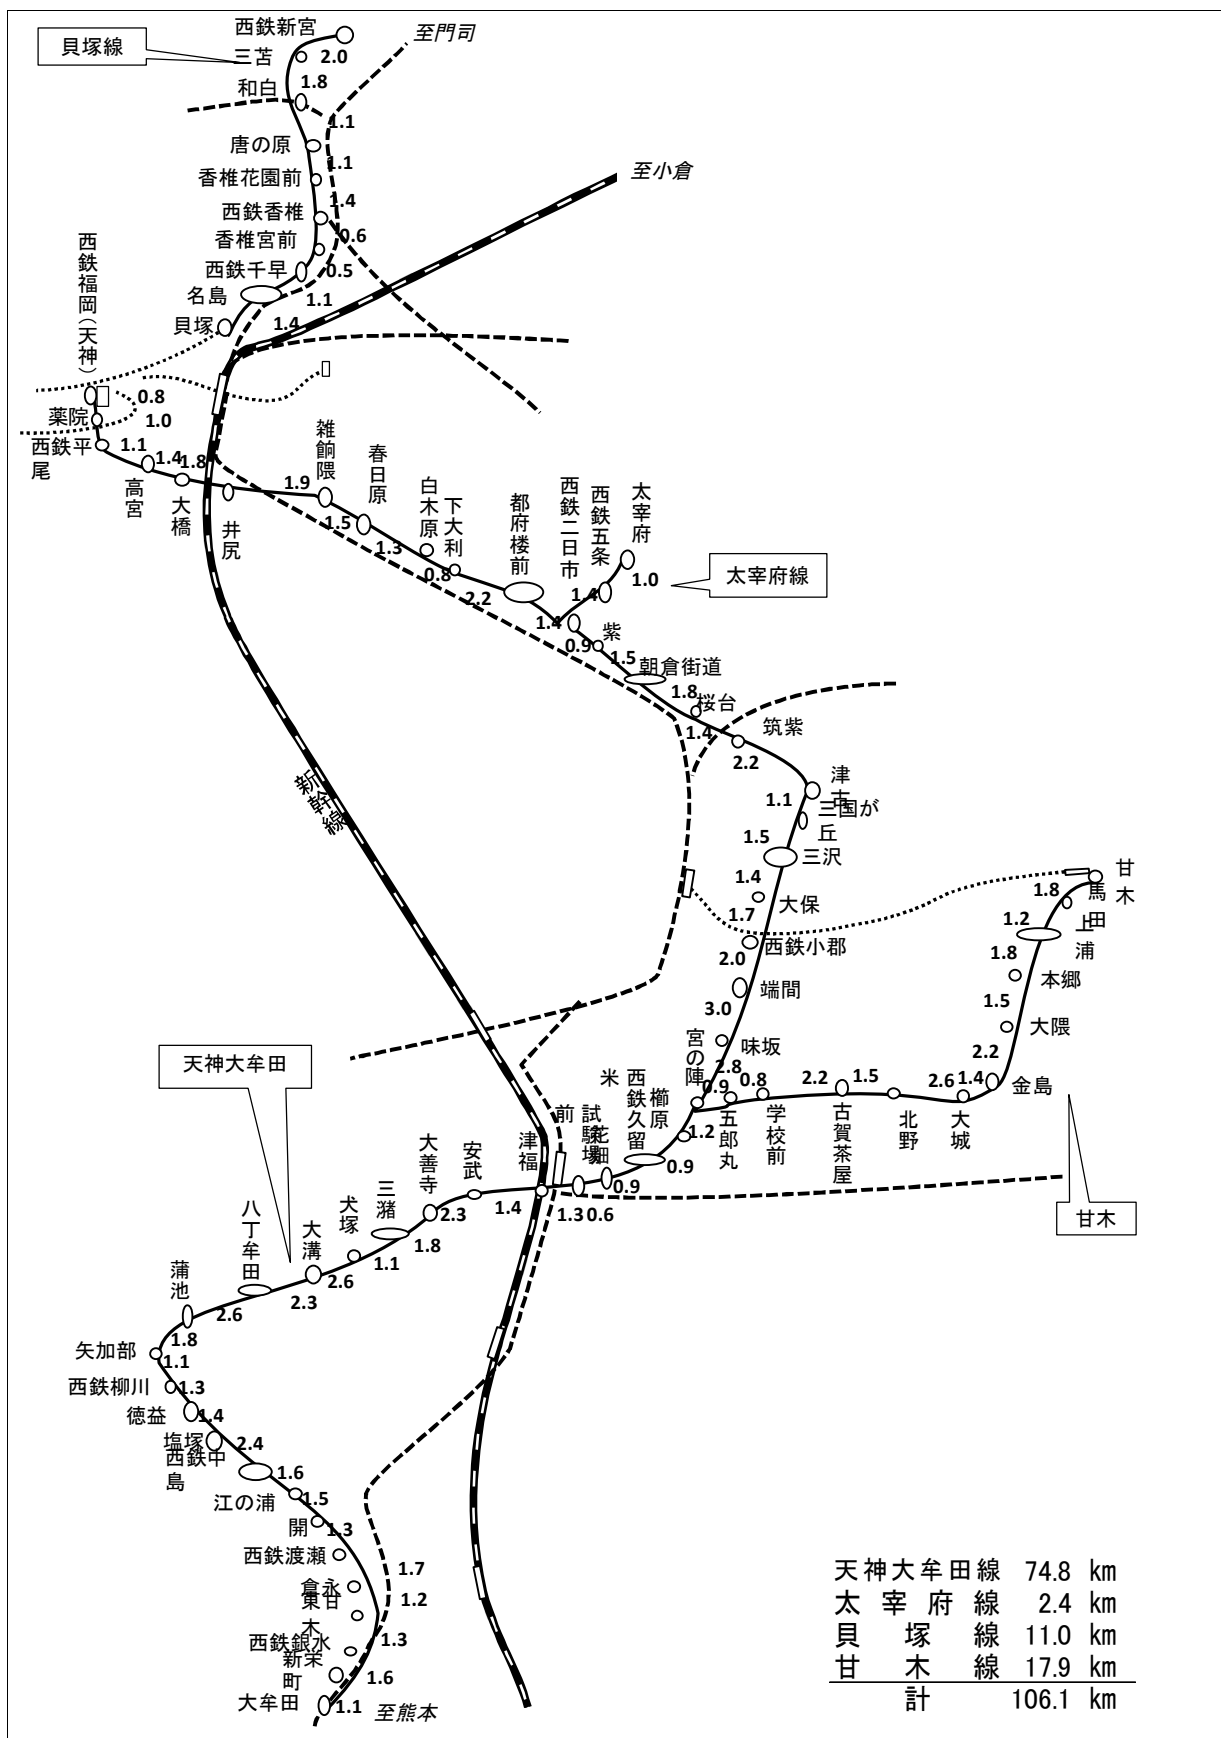 貝塚線
西鉄新宮
三苫
2.0
至門司
和白
1.8
1.1
唐の原
1.1
香椎花園前
1.4
西鉄香椎
0.6
香椎宮前
西鉄千早
0.5
名島
1.1
貝塚
1.4
至小倉
西鉄福岡(天神)
0.8
薬院
1.0
西鉄平
尾
1.1
高宮
1.4
大橋
1.8
井尻
1.9
雑餉隈
1.5
春日原
1.3
白木原
0.8
下大利
2.2
都府楼前
1.4
西鉄二日市
1.4
西鉄五条
1.0
太宰府
太宰府線
0.9
紫
1.5
朝倉街道
1.8
桜台
1.4
筑紫
2.2
津古
1.1
三国が
丘
1.5
三沢
1.4
大保
1.7
西鉄小郡
2.0
端間
3.0
味坂
2.8
宮の陣
新幹線
甘木
1.8
馬田
1.2
上浦
1.8
本郷
1.5
大隈
2.2
金島
1.4
大城
2.6
北野
1.5
古賀茶屋
2.2
学校前
0.8
五郎丸
0.9
甘木
1.2
櫛原
0.9
西鉄久留
米
0.9
花畑
0.6
試験場
前
1.3
津福
1.4
安武
2.3
大善寺
1.8
三潴
1.1
犬塚
2.6
大溝
2.3
八丁牟田
2.6
蒲池
1.8
矢加部
1.1
西鉄柳川
1.3
徳益
1.4
塩塚
2.4
西鉄中
島
1.6
江の浦
1.5
開
1.3
西鉄渡瀬
1.7
倉永
1.2
東甘
木
1.3
西鉄銀水
1.6
新栄
町
1.1
大牟田
至熊本
天神大牟田
天神大牟田線 74.8 km
太宰府線 2.4 km
貝塚線 11.0 km
甘木線 17.9 km
計 106.1 km